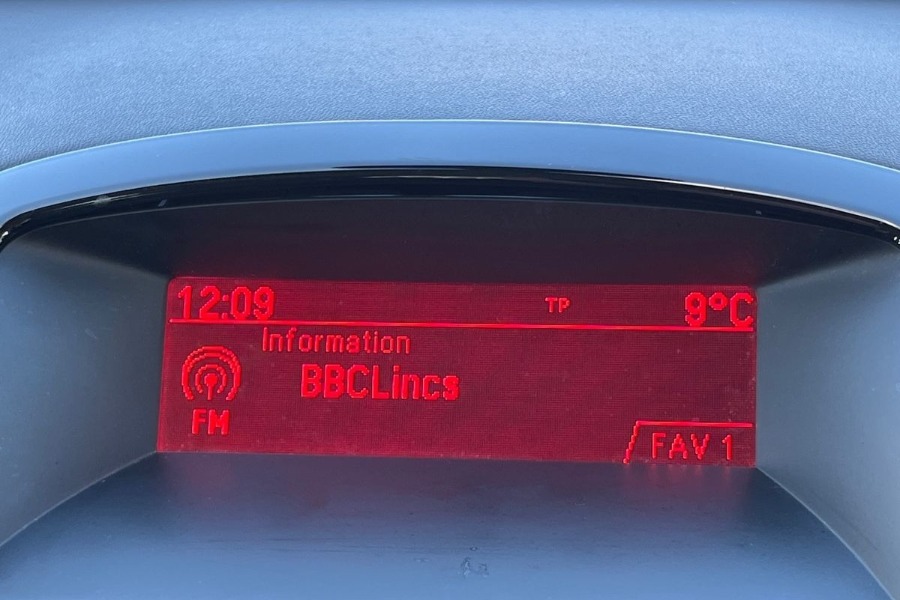 12:09 TP 9°C
Information
BBCLincs
FM
FAV 1